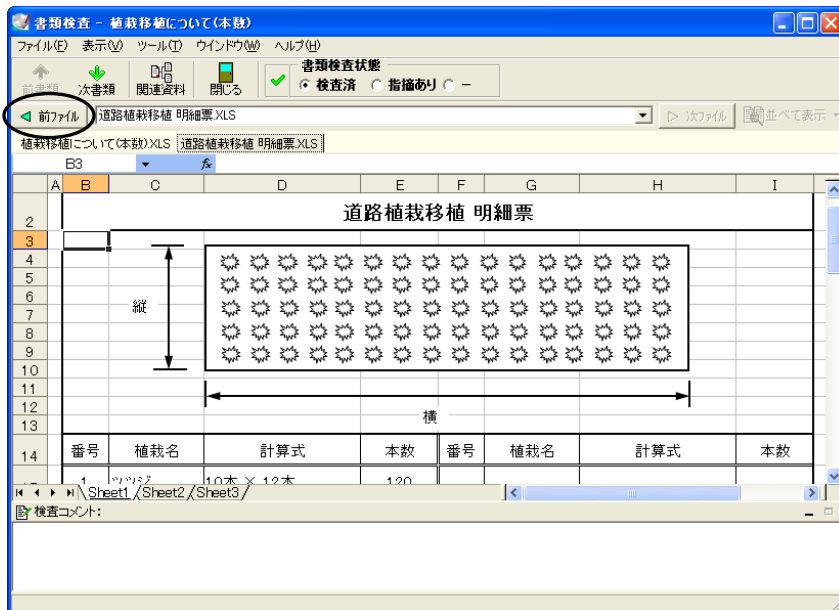 書類検査 - 植栽移植について(本数)
ファイル(F) 表示(V) ツール(T) ウインドウ(W) ヘルプ(H)
前書類 次書類 関連資料 閉じる 書類検査状態 検査済 指摘あり －
前ファイル 道路植栽移植 明細票.XLS 次ファイル 並べて表示
植栽移植について(本数).XLS 道路植栽移植 明細票.XLS
B3 fx
A B C D E F G H I
2 道路植栽移植 明細票
3
4
5
6
縦
7
8
9
10
11
12
横
13
14 番号 植栽名 計算式 本数 番号 植栽名 計算式 本数
1 ツツジ 10本 × 12本 120
Sheet1 Sheet2 Sheet3
検査コメント: